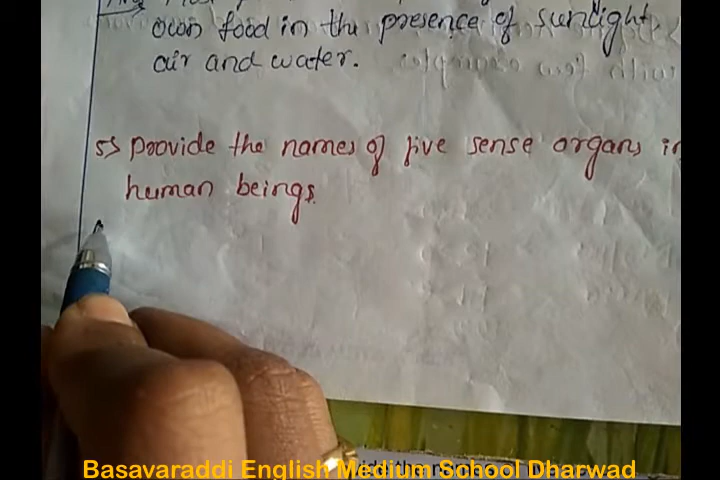 own food in the presence of sunlight,
air and water.
5) Provide the names of five sense organs in
human beings.
Basavaraddi English Medium School Dharwad